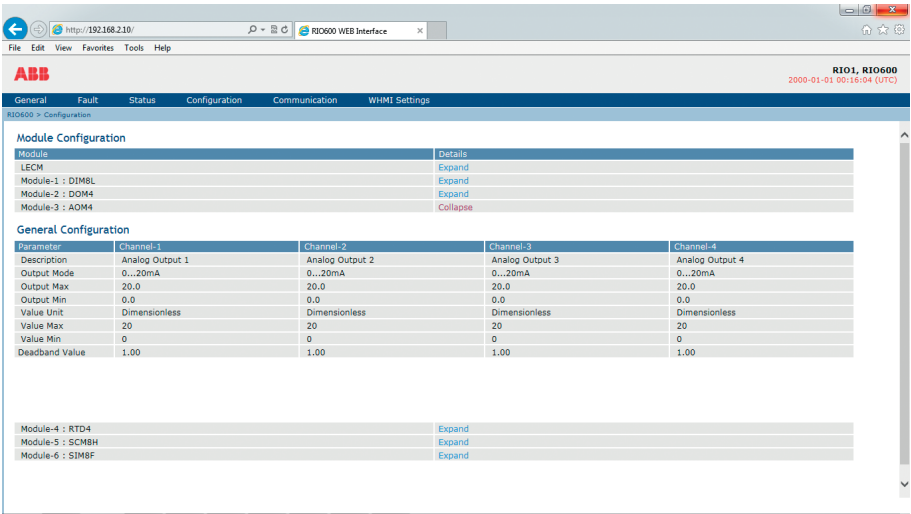 http://192.168.2.10/
RIO600 WEB Interface
File Edit View Favorites Tools Help
ABB
RIO1, RIO600
2000-01-01 00:16:04 (UTC)
General Fault Status Configuration Communication WHMI Settings
RIO600 > Configuration
Module Configuration
Module Details
LECM Expand
Module-1 : DIM8L Expand
Module-2 : DOM4 Expand
Module-3 : AOM4 Collapse
General Configuration
Parameter Channel-1 Channel-2 Channel-3 Channel-4
Description Analog Output 1 Analog Output 2 Analog Output 3 Analog Output 4
Output Mode 0...20mA 0...20mA 0...20mA 0...20mA
Output Max 20.0 20.0 20.0 20.0
Output Min 0.0 0.0 0.0 0.0
Value Unit Dimensionless Dimensionless Dimensionless Dimensionless
Value Max 20 20 20 20
Value Min 0 0 0 0
Deadband Value 1.00 1.00 1.00 1.00
Module-4 : RTD4 Expand
Module-5 : SCM8H Expand
Module-6 : SIM8F Expand